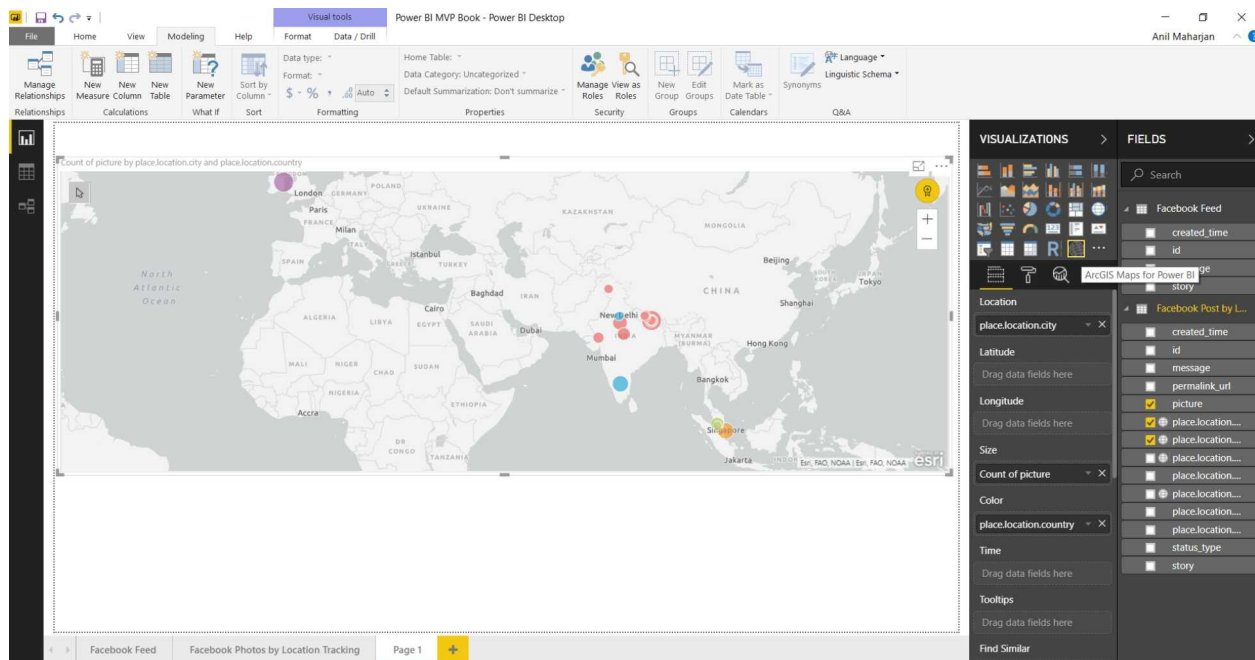 Visual tools
Power BI MVP Book - Power BI Desktop
File Home View Modeling Help Format Data / Drill
Anil Maharjan
Manage Relationships
New Measure
New Column
New Table
New Parameter
Sort by Column
Data type:
Format:
$ - % , .00 Auto
Home Table:
Data Category: Uncategorized
Default Summarization: Don't summarize
Manage Roles
View as Roles
New Group
Edit Groups
Mark as Date Table
Synonyms
Language
Linguistic Schema
Relationships Calculations What If Sort Formatting Properties Security Groups Calendars Q&A
Count of picture by place.location.city and place.location.country
London
GERMANY
POLAND
Paris
UKRAINE
FRANCE
Milan
KAZAKHSTAN
MONGOLIA
ITALY
SPAIN
Istanbul
GREECE
TURKEY
Beijing
SOUTH KOREA
JAPAN
Tokyo
North
Atlantic
Ocean
Baghdad
IRAN
CHINA
Shanghai
Cairo
New Delhi
ALGERIA
LIBYA
EGYPT
SAUDI ARABIA
Dubai
MYANMAR (BURMA)
Hong Kong
Mumbai
MALI
NIGER
CHAD
SUDAN
Bangkok
NIGERIA
ETHIOPIA
Accra
Singapore
DR CONGO
TANZANIA
Jakarta
Esri, FAO, NOAA | Esri, FAO, NOAA
esri
VISUALIZATIONS
ArcGIS Maps for Power BI
Location
place.location.city
Latitude
Drag data fields here
Longitude
Drag data fields here
Size
Count of picture
Color
place.location.country
Time
Drag data fields here
Tooltips
Drag data fields here
Find Similar
FIELDS
Search
Facebook Feed
created_time
id
story
Facebook Post by L...
created_time
id
message
permalink_url
picture
place.location....
place.location....
place.location....
place.location....
place.location....
place.location....
place.location....
status_type
story
Facebook Feed
Facebook Photos by Location Tracking
Page 1